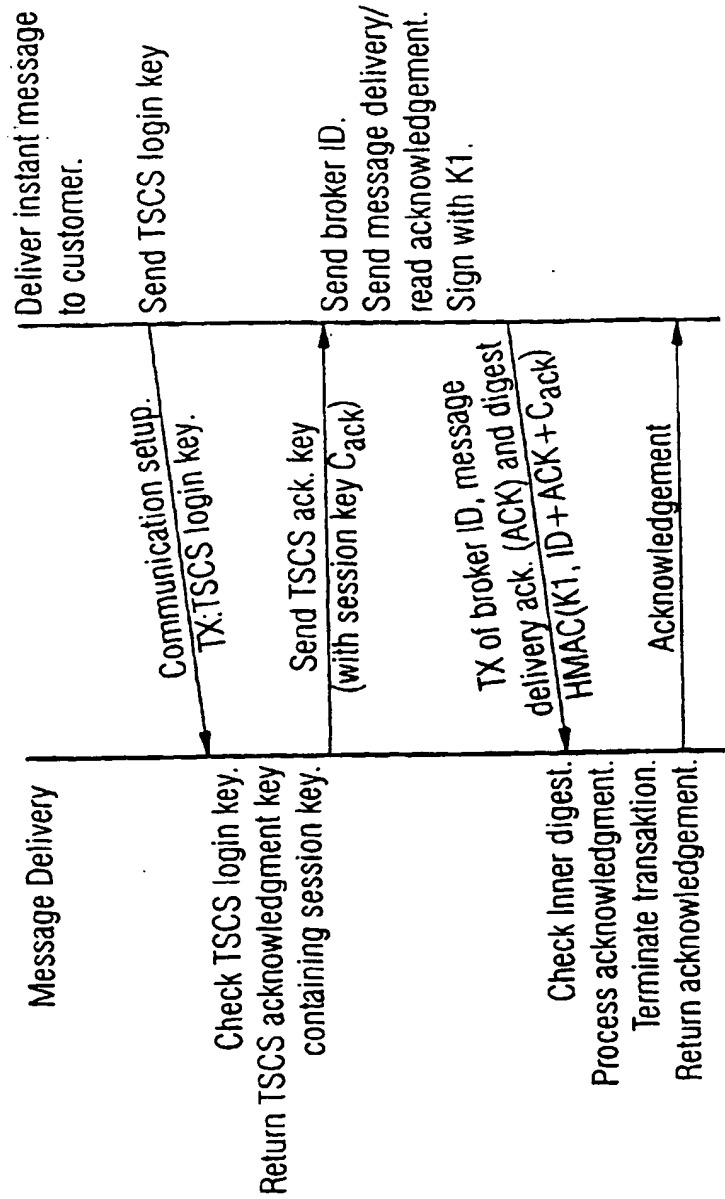 Message Delivery
Deliver instant message
to customer.
Send TSCS login key
Communication setup.
TX:TSCS login key.
Check TSCS login key.
Return TSCS acknowledgment key
containing session key.
Send TSCS ack. key
(with session key Cack)
Send broker ID.
Send message delivery/
read acknowledgement.
Sign with K1.
TX of broker ID, message
delivery ack. (ACK) and digest
HMAC(K1, ID+ACK+Cack)
Check Inner digest.
Process acknowledgment.
Terminate transaktion.
Return acknowledgement.
Acknowledgement